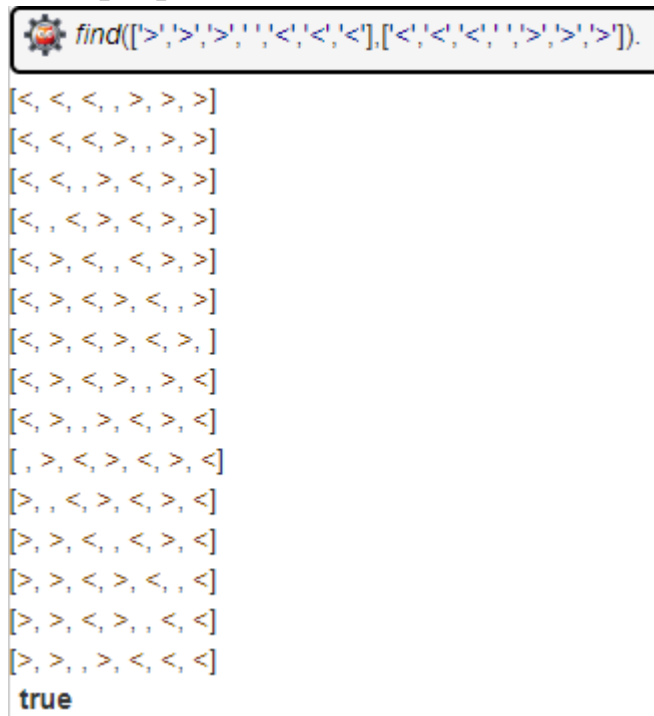 find(['>','>','>',' ','<','<','<'],['<','<','<',' ','>','>','>']).
[<, <, <, , >, >, >]
[<, <, <, >, , >, >]
[<, <, , >, <, >, >]
[<, , <, >, <, >, >]
[<, >, <, , <, >, >]
[<, >, <, >, <, , >]
[<, >, <, >, <, >, ]
[<, >, <, >, , >, <]
[<, >, , >, <, >, <]
[ , >, <, >, <, >, <]
[>, , <, >, <, >, <]
[>, >, <, , <, >, <]
[>, >, <, >, <, , <]
[>, >, <, >, , <, <]
[>, >, , >, <, <, <]
true